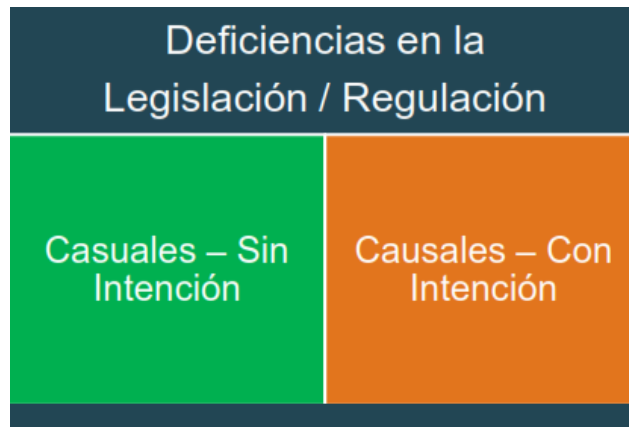 Deficiencias en la
Legislación / Regulación
Casuales – Sin
Intención
Causales – Con
Intención